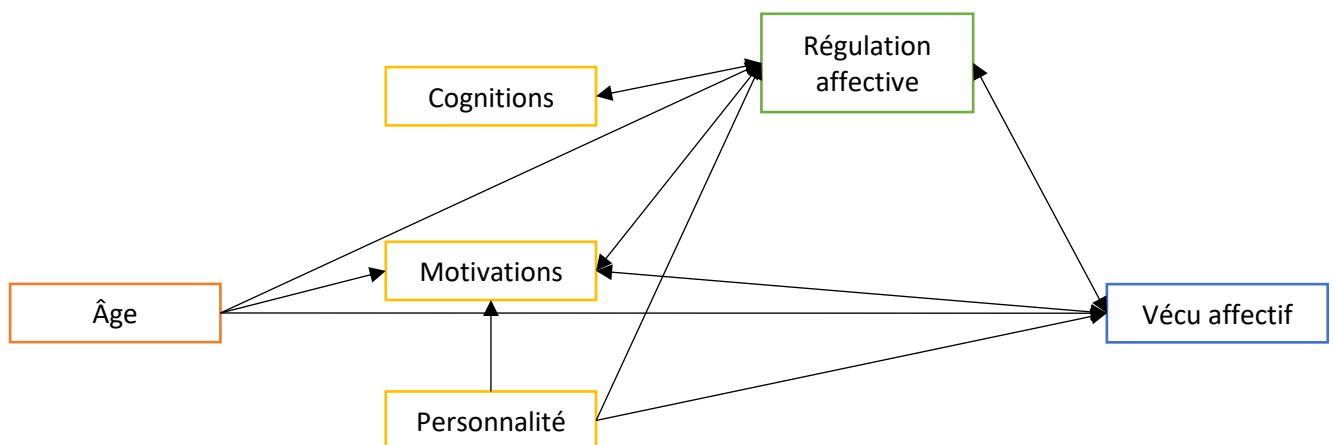 Régulation
affective
Cognitions
Motivations
Âge
Vécu affectif
Personnalité